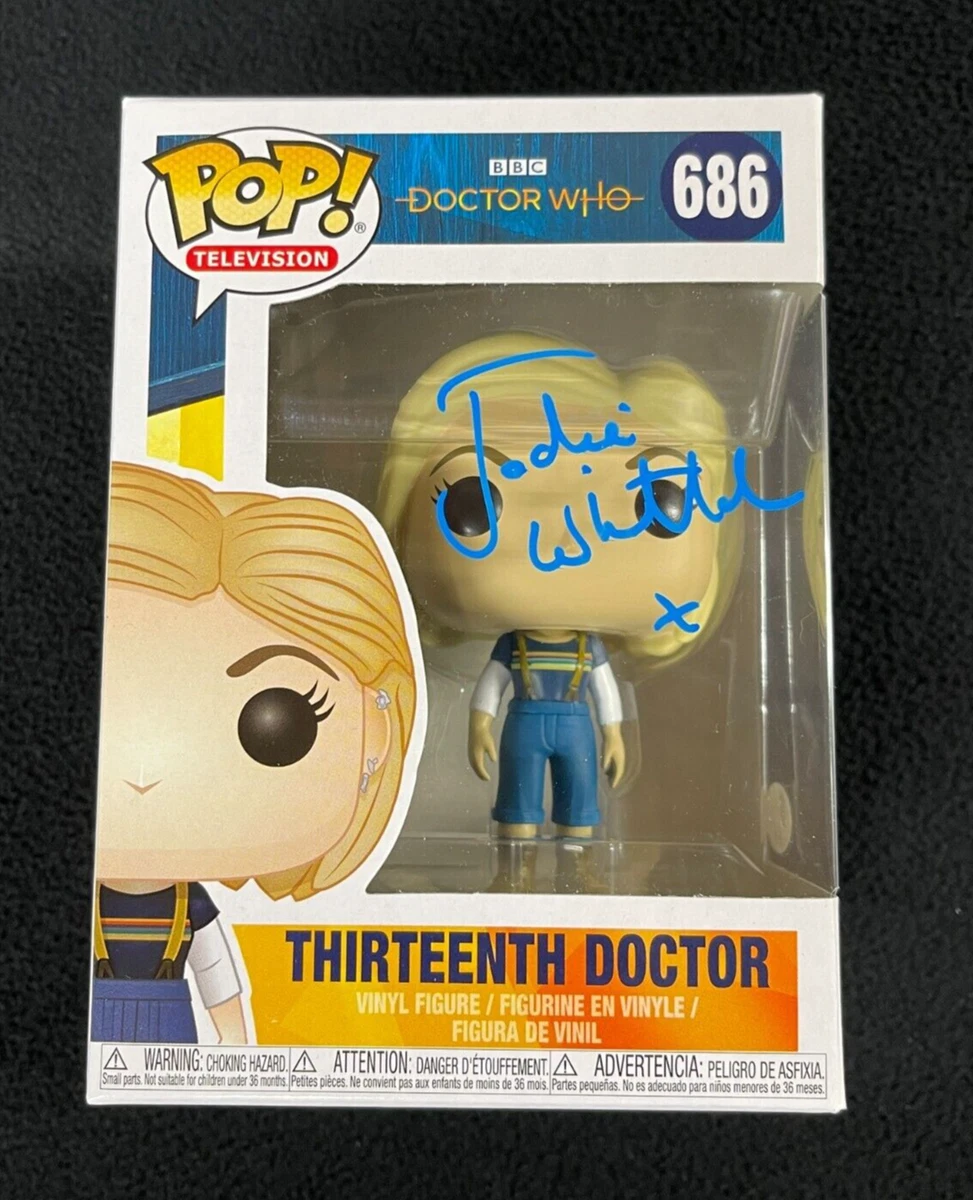 POP!®
TELEVISION
BBC
DOCTOR WHO
686
Jodie
Whittaker
x
THIRTEENTH DOCTOR
VINYL FIGURE / FIGURINE EN VINYLE /
FIGURA DE VINIL
WARNING: CHOKING HAZARD.
Small parts. Not suitable for children under 36 months.
ATTENTION: DANGER D'ÉTOUFFEMENT.
Petites pièces. Ne convient pas aux enfants de moins de 36 mois.
ADVERTENCIA: PELIGRO DE ASFIXIA.
Partes pequeñas. No es adecuado para niños menores de 36 meses.